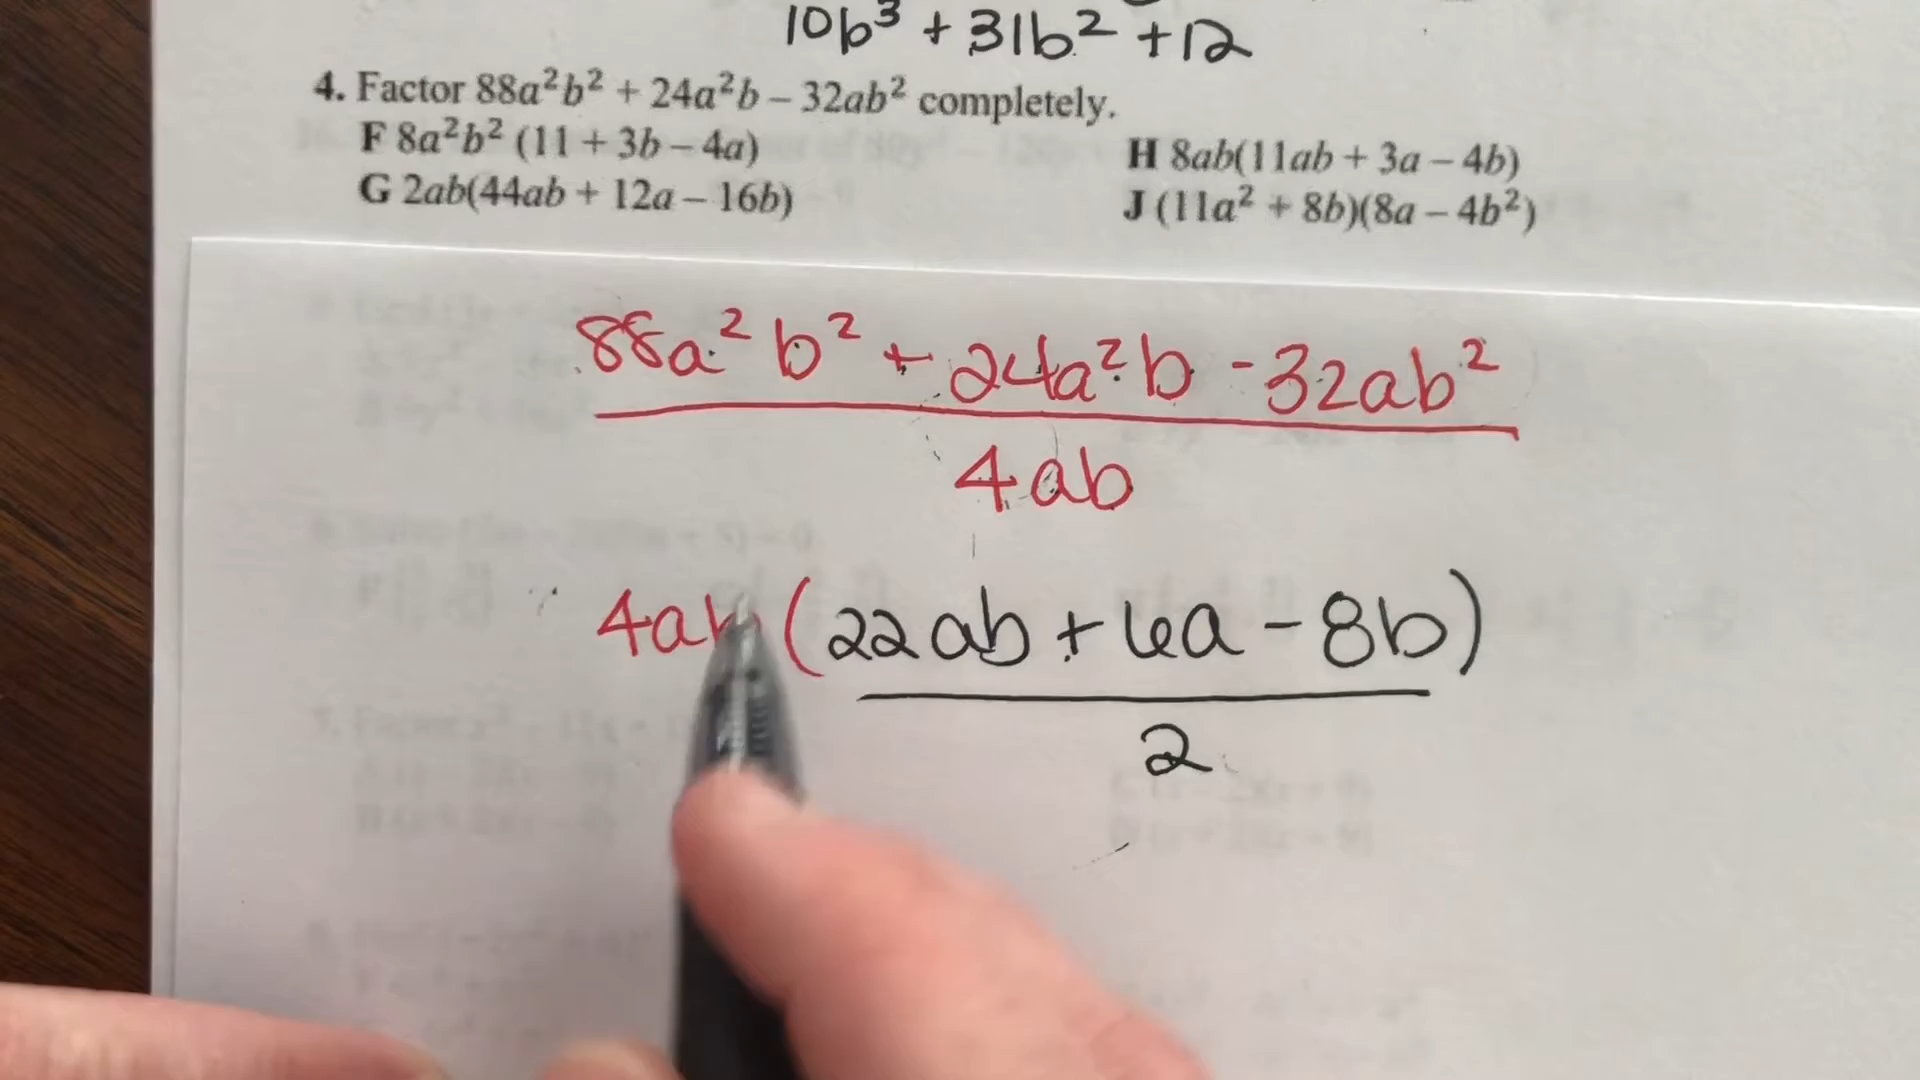 10b³ + 31b² + 12
4. Factor 88a²b² + 24a²b – 32ab² completely.
F 8a²b² (11 + 3b – 4a)
H 8ab(11ab + 3a – 4b)
G 2ab(44ab + 12a – 16b)
J (11a² + 8b)(8a – 4b²)
88a²b² + 24a²b - 32ab²
4ab
4ab (22ab + 6a - 8b)
2